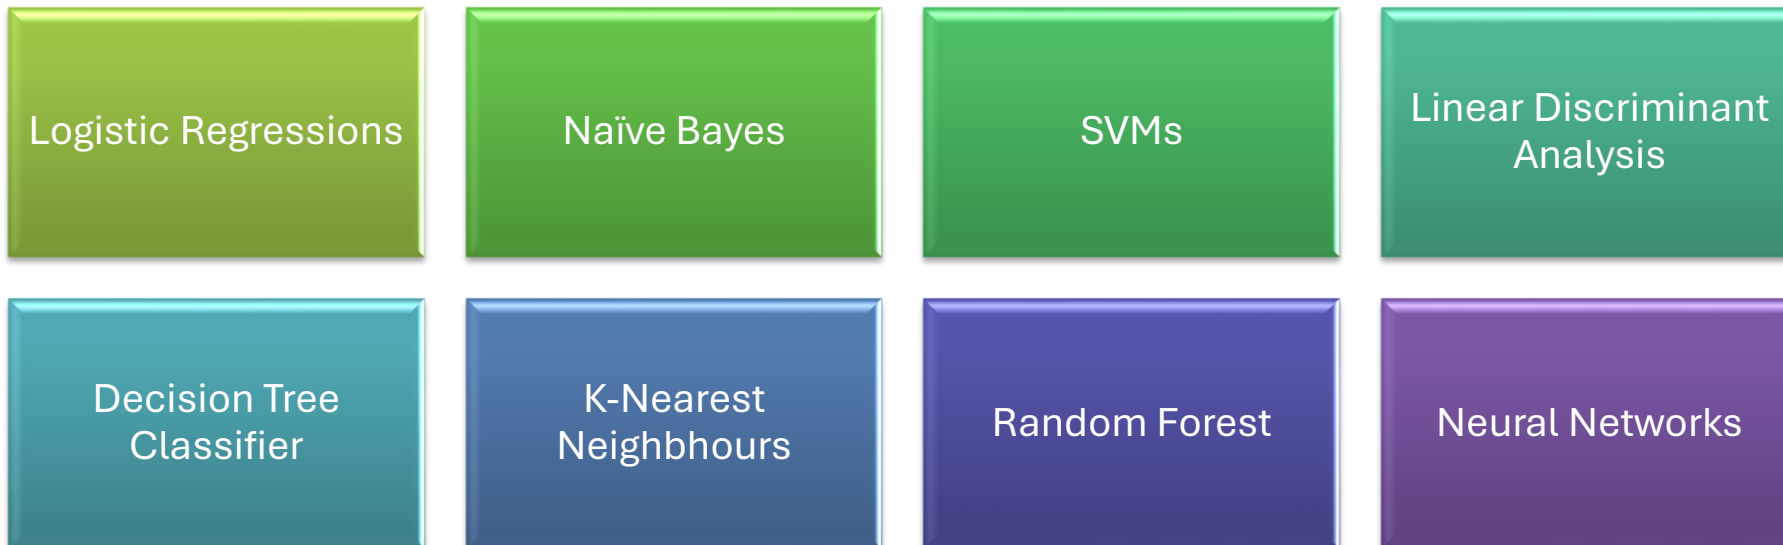 Logistic Regressions
Naïve Bayes
SVMs
Linear Discriminant
Analysis
Decision Tree
Classifier
K-Nearest
Neighbhours
Random Forest
Neural Networks